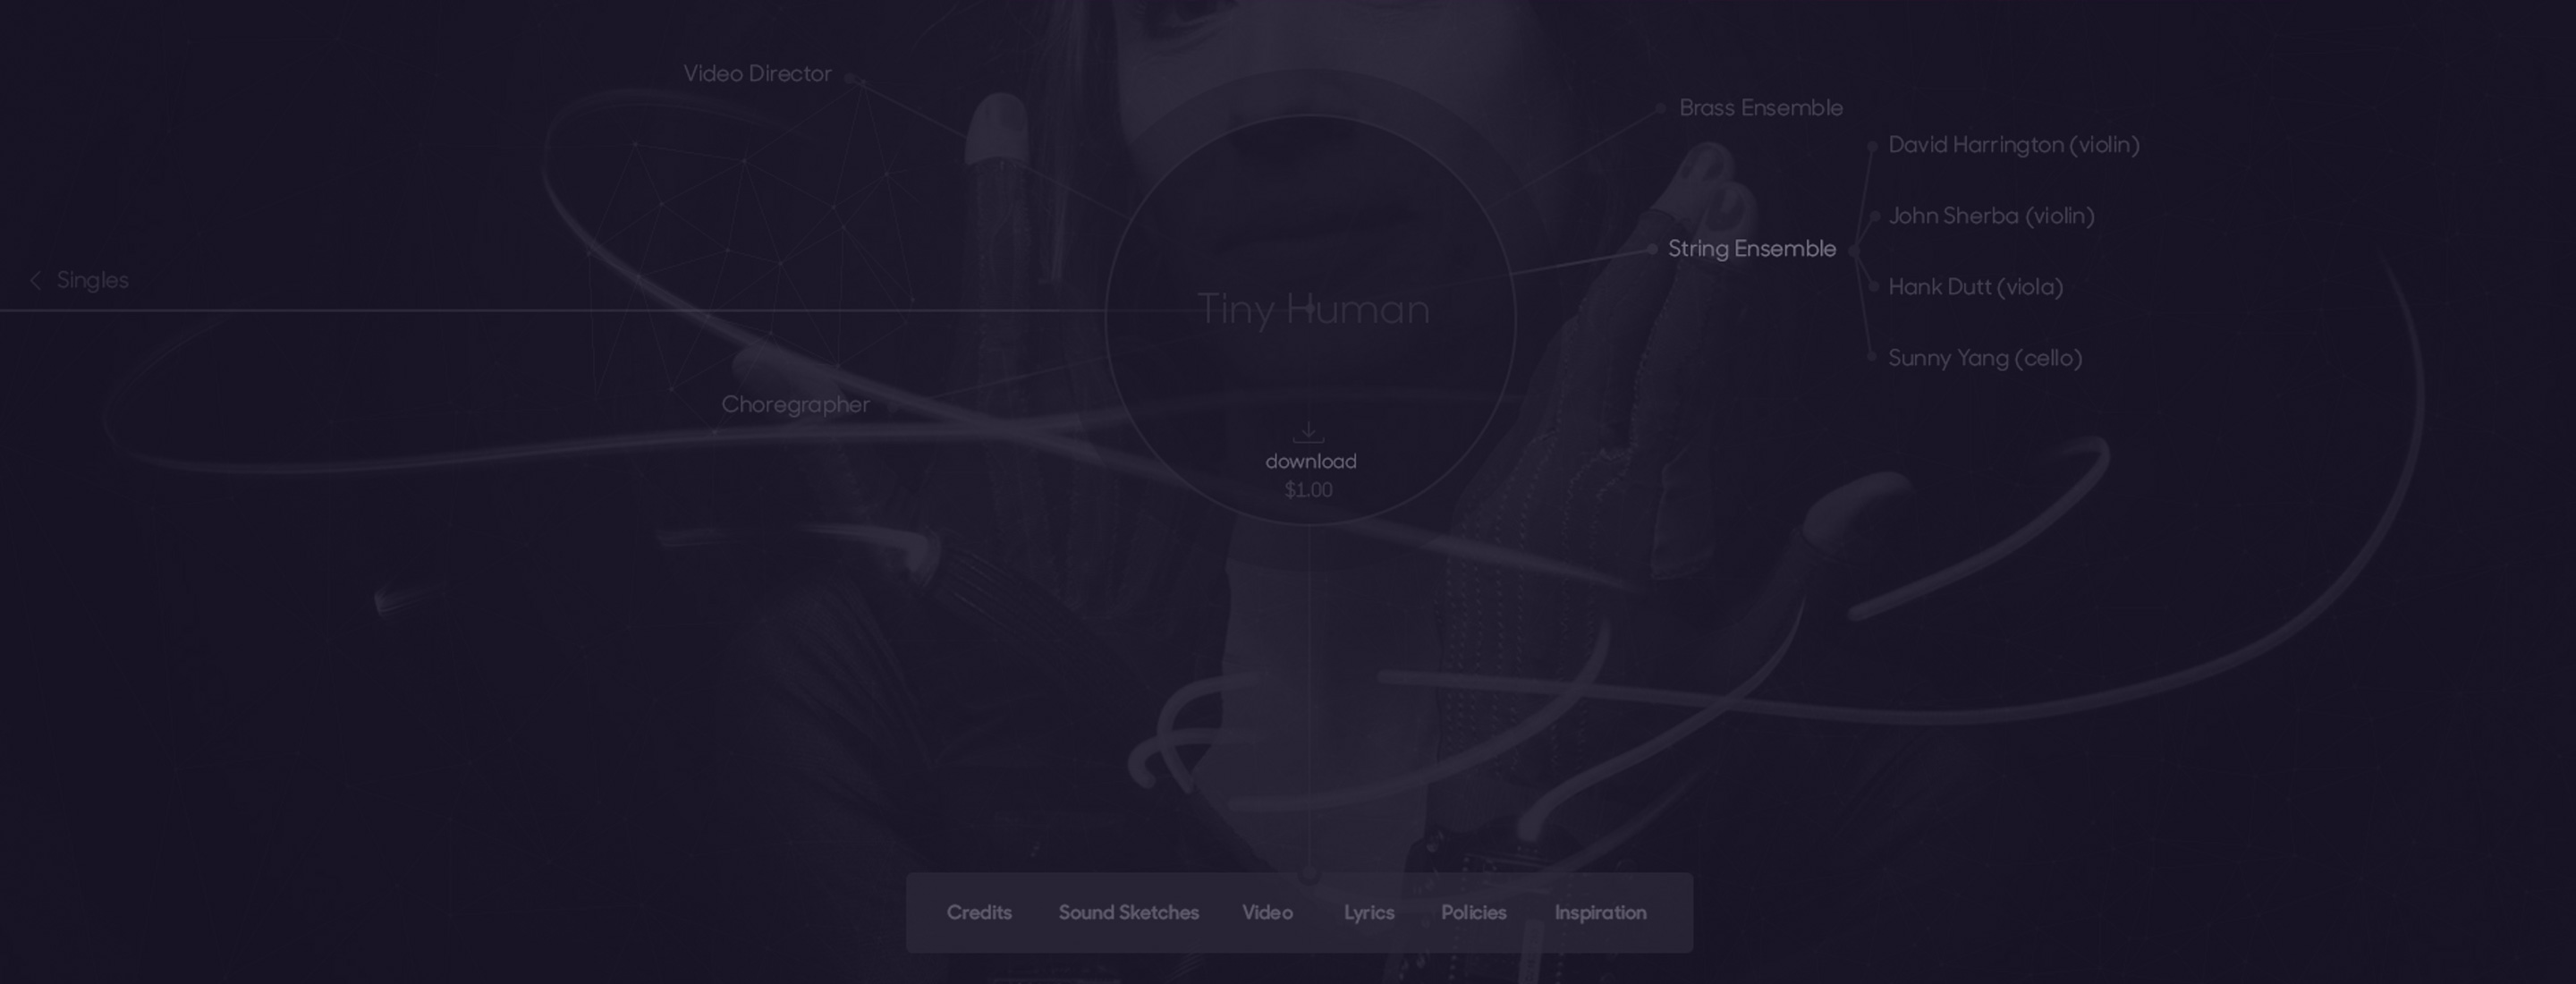 Video Director
Brass Ensemble
David Harrington (violin)
John Sherba (violin)
String Ensemble
Singles
Hank Dutt (viola)
Tiny Human
Sunny Yang (cello)
Choregrapher
download
$1.00
Credits Sound Sketches Video Lyrics Policies Inspiration